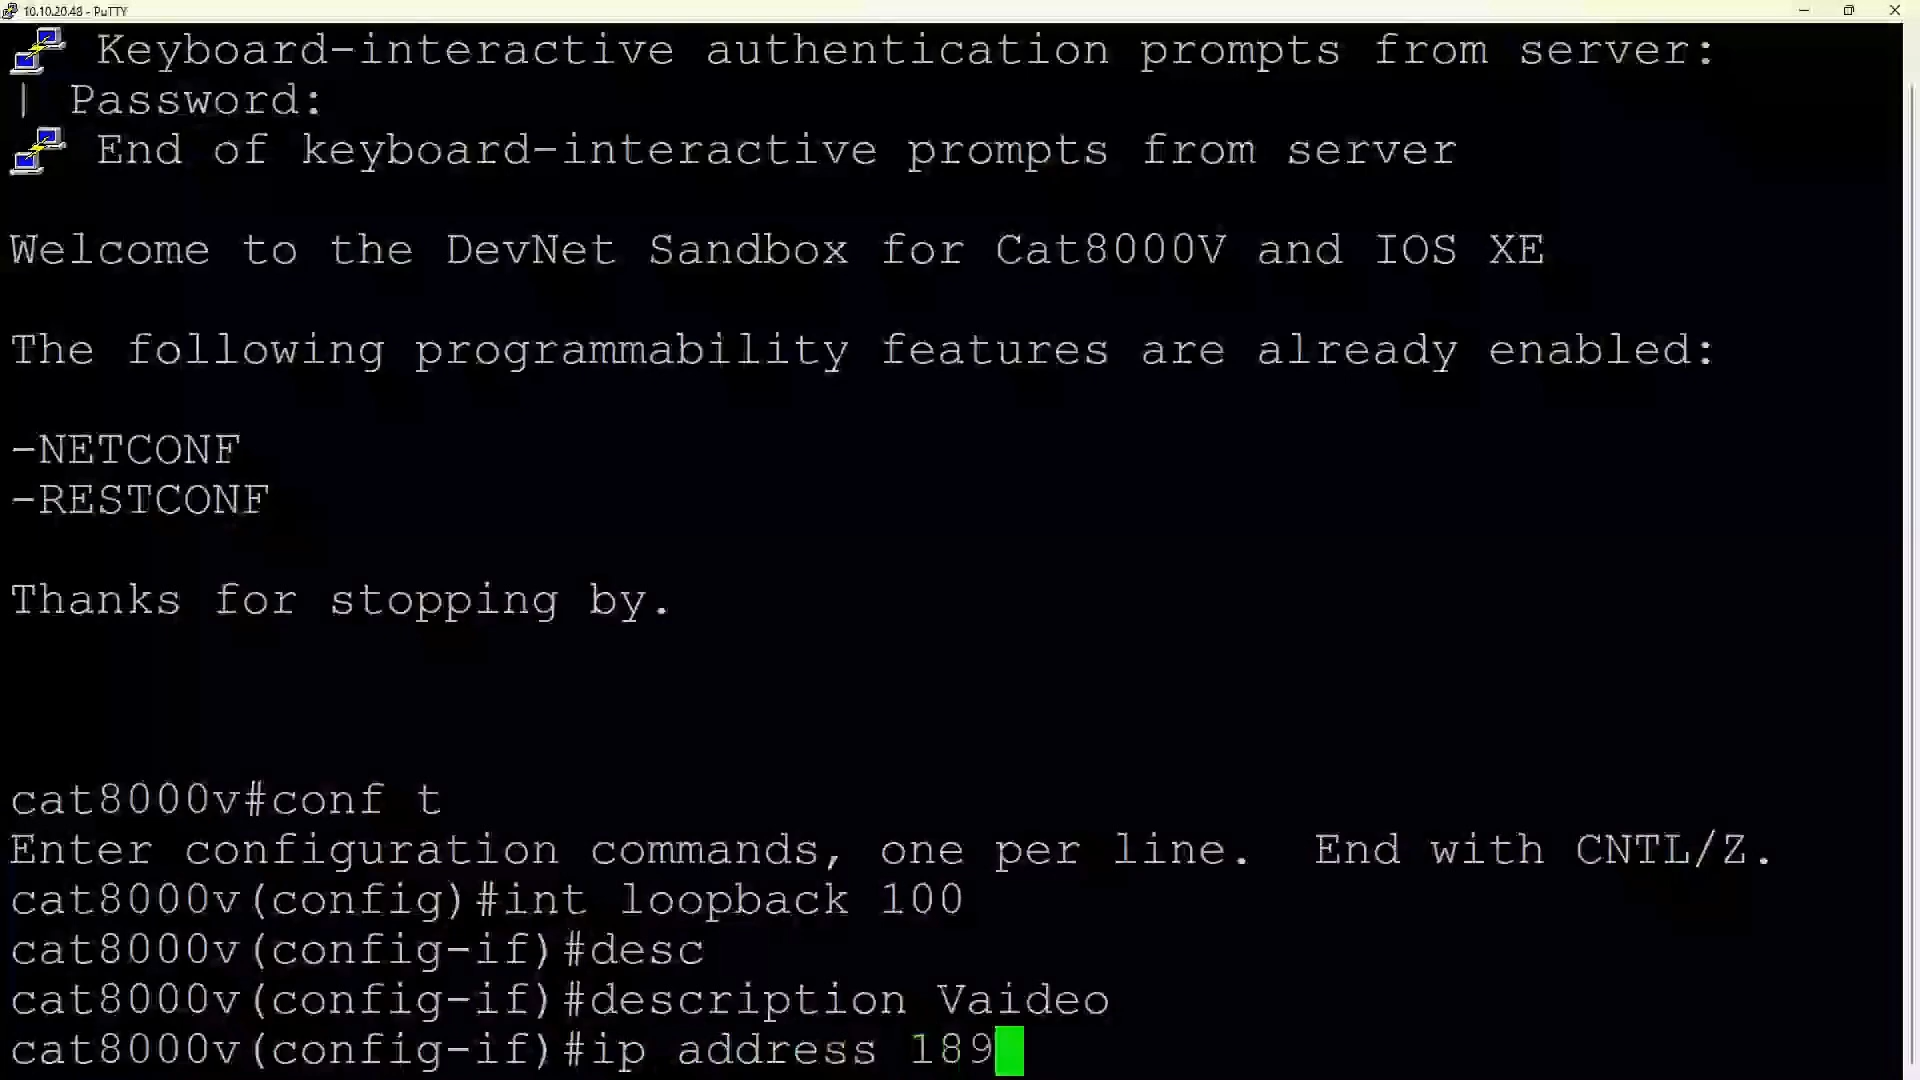 10.10.20.48 - PuTTY
Keyboard-interactive authentication prompts from server:
| Password:
End of keyboard-interactive prompts from server
Welcome to the DevNet Sandbox for Cat8000V and IOS XE
The following programmability features are already enabled:
-NETCONF
-RESTCONF
Thanks for stopping by.
cat8000v#conf t
Enter configuration commands, one per line.  End with CNTL/Z.
cat8000v(config)#int loopback 100
cat8000v(config-if)#desc
cat8000v(config-if)#description Vaideo
cat8000v(config-if)#ip address 189